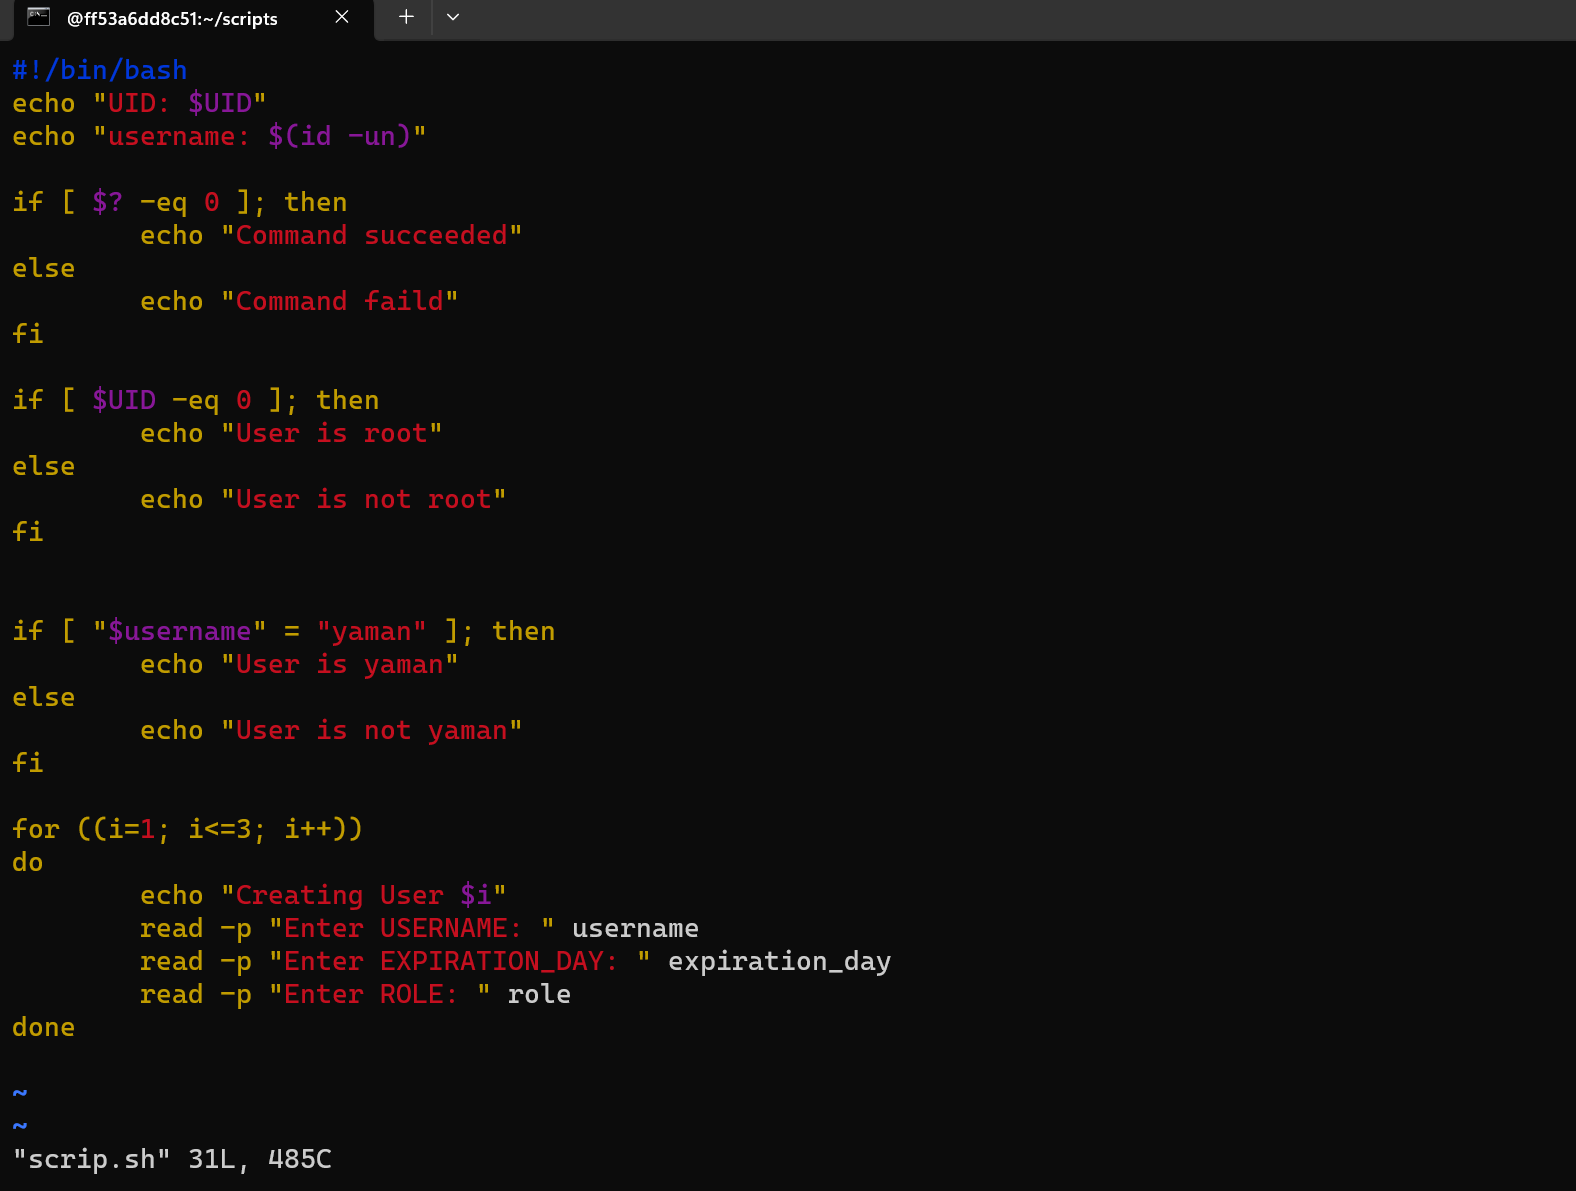 @ff53a6dd8c51:~/scripts
#!/bin/bash
echo "UID: $UID"
echo "username: $(id -un)"
if [ $? -eq 0 ]; then
        echo "Command succeeded"
else
        echo "Command faild"
fi
if [ $UID -eq 0 ]; then
        echo "User is root"
else
        echo "User is not root"
fi
if [ "$username" = "yaman" ]; then
        echo "User is yaman"
else
        echo "User is not yaman"
fi
for ((i=1; i<=3; i++))
do
        echo "Creating User $i"
        read -p "Enter USERNAME: " username
        read -p "Enter EXPIRATION_DAY: " expiration_day
        read -p "Enter ROLE: " role
done
~
~
"scrip.sh" 31L, 485C